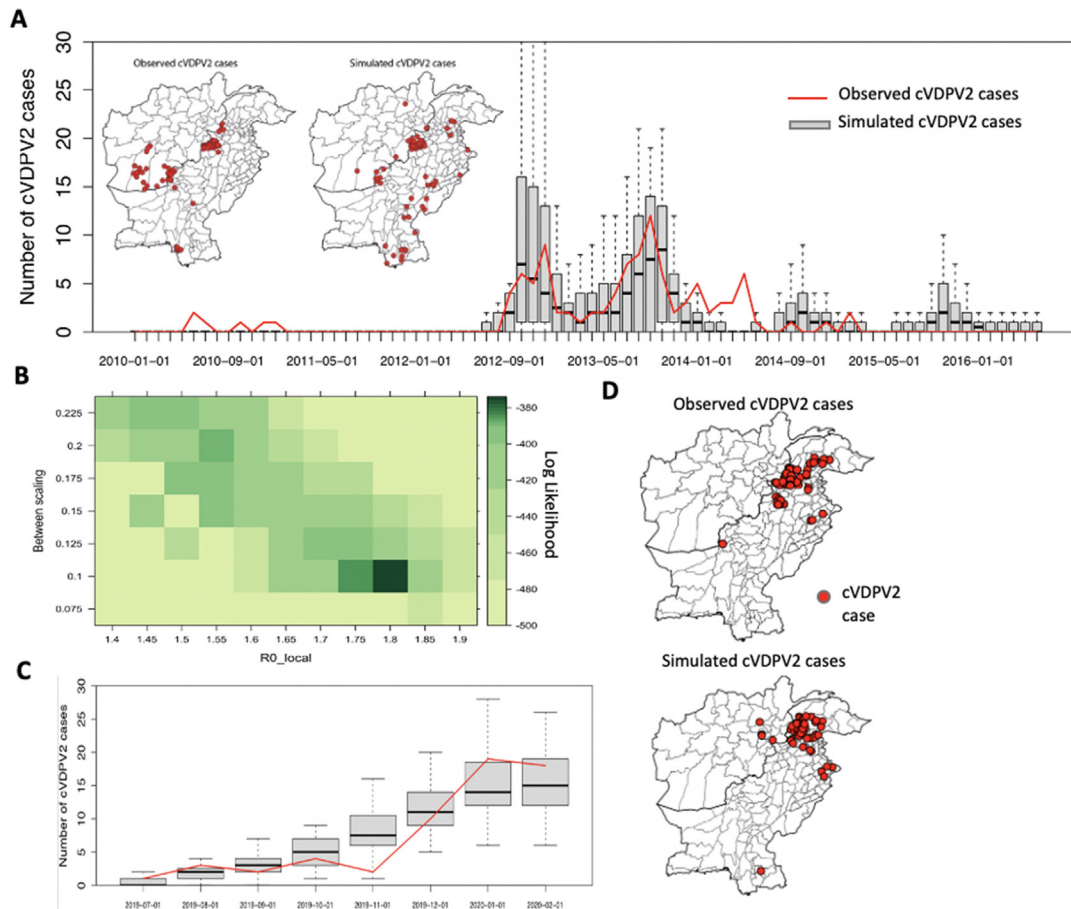 A
30
25
20
15
10
5
0
Number of cVDPV2 cases
Observed cVDPV2 cases
Simulated cVDPV2 cases
Observed cVDPV2 cases
Simulated cVDPV2 cases
2010-01-01 2010-09-01 2011-05-01 2012-01-01 2012-09-01 2013-05-01 2014-01-01 2014-09-01 2015-05-01 2016-01-01
B
0.225
0.2
0.175
0.15
0.125
0.1
0.075
Between scaling
1.4 1.45 1.5 1.55 1.6 1.65 1.7 1.75 1.8 1.85 1.9
R0_local
-380
-400
-420
-440
-460
-480
-500
Log Likelihood
C
30
25
20
15
10
5
0
Number of cVDPV2 cases
2019-07-01 2019-08-01 2019-09-01 2019-10-01 2019-11-01 2019-12-01 2020-01-01 2020-02-01
D
Observed cVDPV2 cases
cVDPV2
case
Simulated cVDPV2 cases